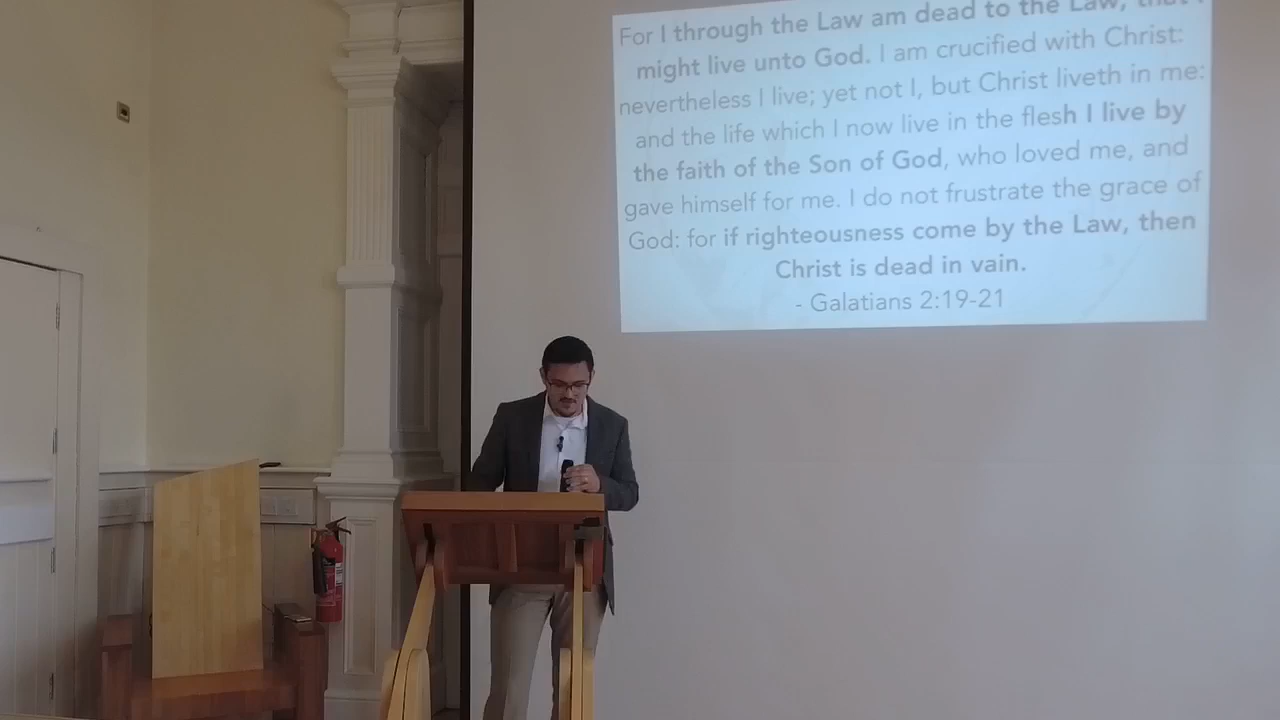 For I through the Law am dead to the Law, that I
might live unto God. I am crucified with Christ:
nevertheless I live; yet not I, but Christ liveth in me:
and the life which I now live in the flesh I live by
the faith of the Son of God, who loved me, and
gave himself for me. I do not frustrate the grace of
God: for if righteousness come by the Law, then
Christ is dead in vain.
- Galatians 2:19-21